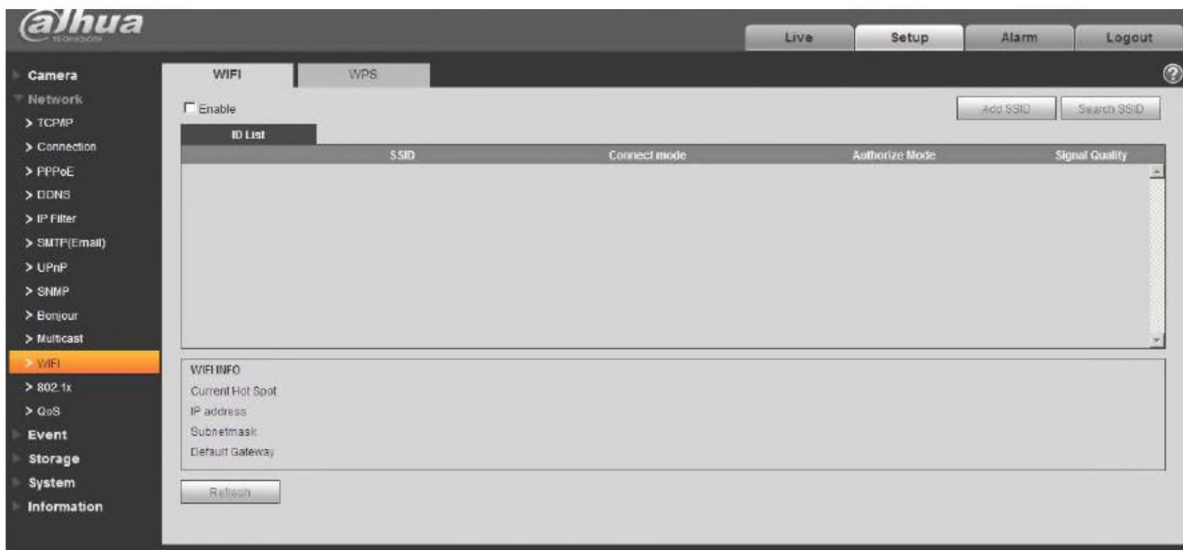 alhua
TECHNOLOGY
Live
Setup
Alarm
Logout
Camera
Network
> TCP/IP
> Connection
> PPPoE
> DDNS
> IP Filter
> SMTP(Email)
> UPnP
> SNMP
> Bonjour
> Multicast
> WIFI
> 802.1x
> QoS
Event
Storage
System
Information
WIFI
WPS
?
Enable
Add SSID
Search SSID
ID List
SSID
Connect mode
Authorize Mode
Signal Quality
WIFI INFO
Current Hot Spot
IP address
Subnetmask
Default Gateway
Refresh